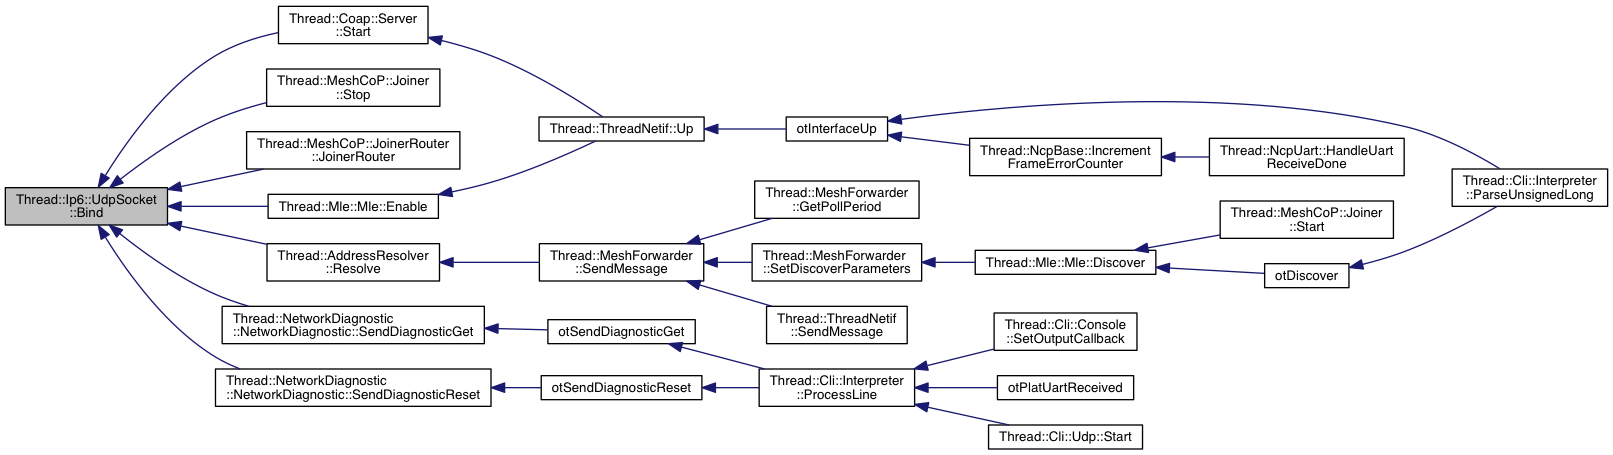 Thread::Ip6::UdpSocket
::Bind
Thread::Coap::Server
::Start
Thread::MeshCoP::Joiner
::Stop
Thread::MeshCoP::JoinerRouter
::JoinerRouter
Thread::Mle::Mle::Enable
Thread::AddressResolver
::Resolve
Thread::NetworkDiagnostic
::NetworkDiagnostic::SendDiagnosticGet
Thread::NetworkDiagnostic
::NetworkDiagnostic::SendDiagnosticReset
Thread::ThreadNetif::Up
Thread::MeshForwarder
::SendMessage
otSendDiagnosticGet
otSendDiagnosticReset
otInterfaceUp
Thread::MeshForwarder
::GetPollPeriod
Thread::MeshForwarder
::SetDiscoverParameters
Thread::ThreadNetif
::SendMessage
Thread::Cli::Interpreter
::ProcessLine
Thread::NcpBase::Increment
FrameErrorCounter
Thread::Mle::Mle::Discover
Thread::Cli::Console
::SetOutputCallback
otPlatUartReceived
Thread::Cli::Udp::Start
Thread::NcpUart::HandleUart
ReceiveDone
Thread::MeshCoP::Joiner
::Start
otDiscover
Thread::Cli::Interpreter
::ParseUnsignedLong